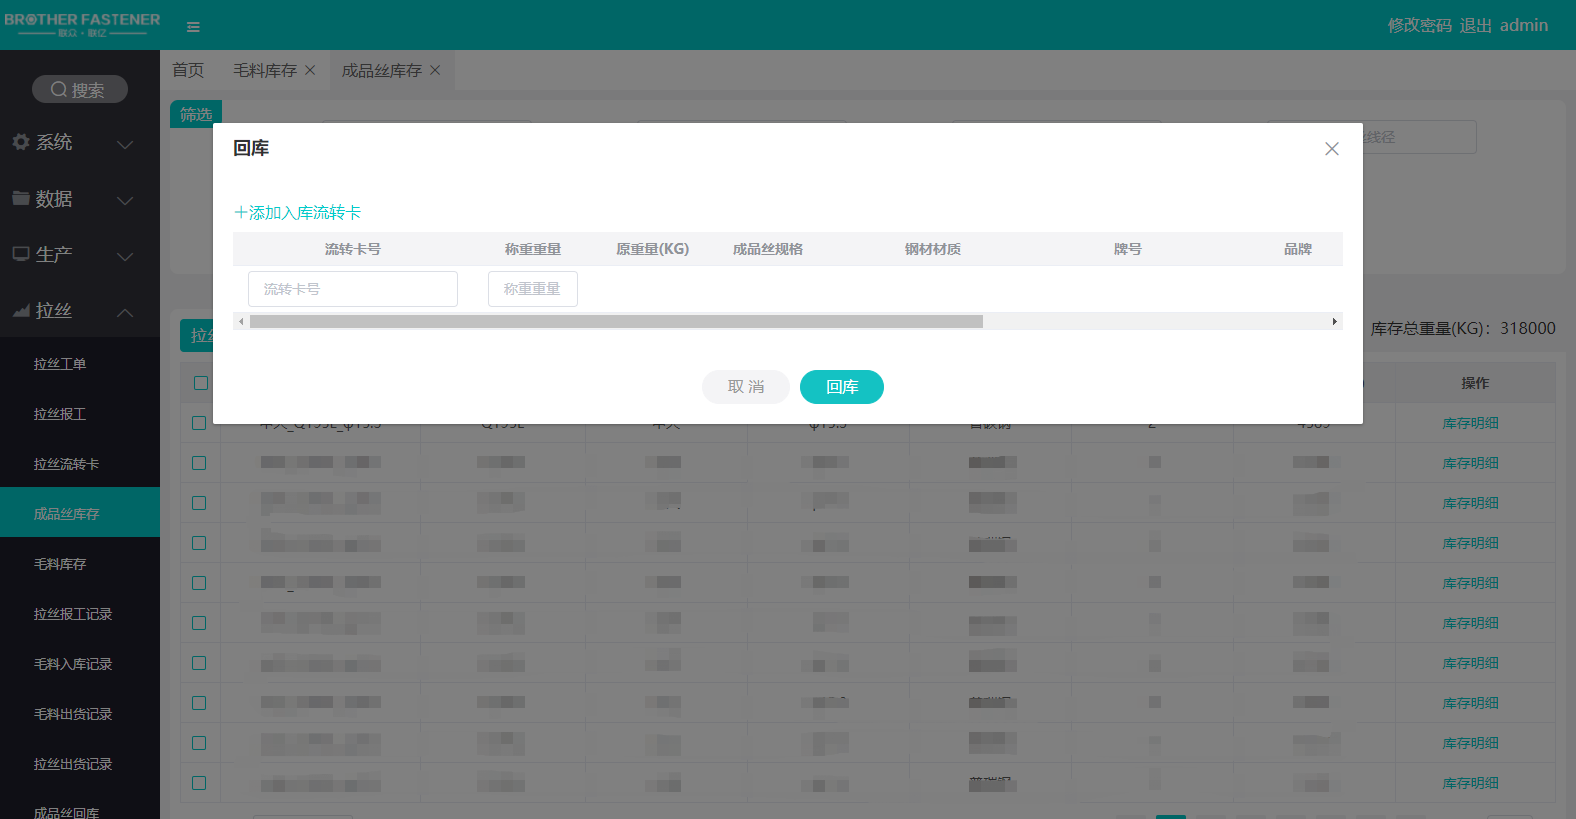 BROTHER FASTENER
联众·联亿
修改密码 退出 admin
首页 毛料库存 成品丝库存
搜索
系统
数据
生产
拉丝
拉丝工单
拉丝报工
拉丝流转卡
成品丝库存
毛料库存
拉丝报工记录
毛料入库记录
毛料出货记录
拉丝出货记录
成品丝回库
筛选
线径
回库
添加入库流转卡
流转卡号 称重重量 原重量(KG) 成品丝规格 钢材材质 牌号 品牌
流转卡号 称重重量
取 消 回库
库存总重量(KG)：318000
操作
库存明细
库存明细
库存明细
库存明细
库存明细
库存明细
库存明细
库存明细
库存明细
库存明细